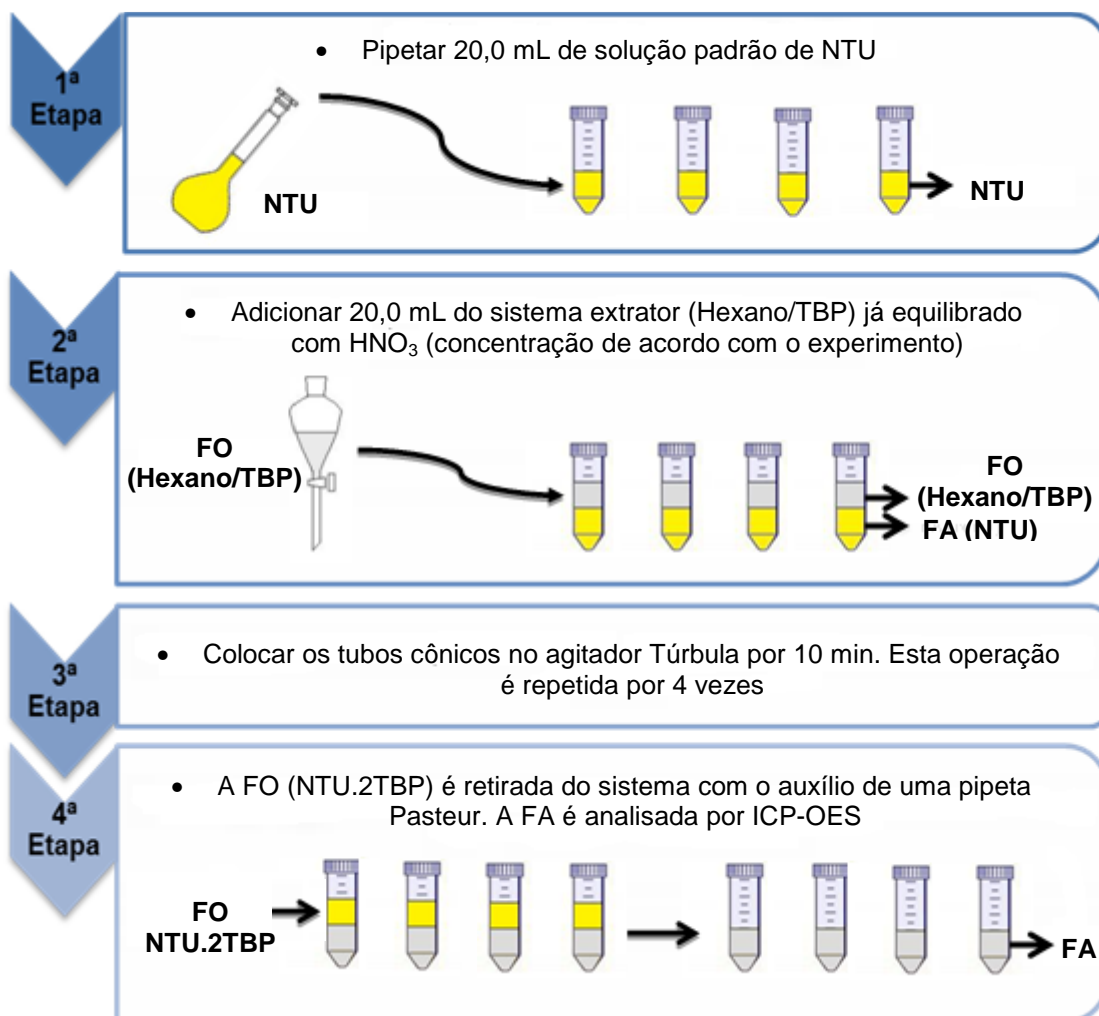 1ª
Etapa
• Pipetar 20,0 mL de solução padrão de NTU
NTU
NTU
2ª
Etapa
• Adicionar 20,0 mL do sistema extrator (Hexano/TBP) já equilibrado
com HNO₃ (concentração de acordo com o experimento)
FO
(Hexano/TBP)
FO
(Hexano/TBP)
FA (NTU)
3ª
Etapa
• Colocar os tubos cônicos no agitador Túrbula por 10 min. Esta operação
é repetida por 4 vezes
4ª
Etapa
• A FO (NTU.2TBP) é retirada do sistema com o auxílio de uma pipeta
Pasteur. A FA é analisada por ICP-OES
FO
NTU.2TBP
FA